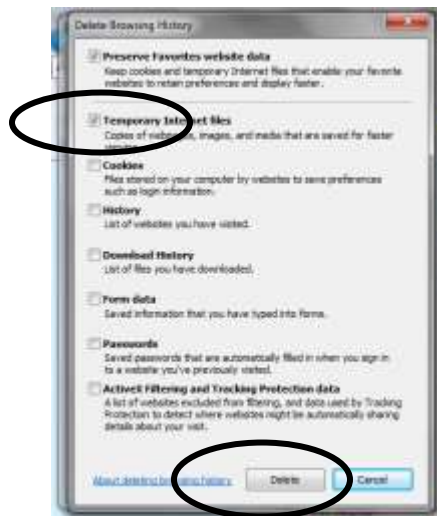 Delete Browsing History
Preserve Favorites website data
Keep cookies and temporary Internet files that enable your favorite
websites to retain preferences and display faster.
Temporary Internet files
Copies of webpages, images, and media that are saved for faster
viewing.
Cookies
Files stored on your computer by websites to save preferences
such as login information.
History
List of websites you have visited.
Download History
List of files you have downloaded.
Form data
Saved information that you have typed into forms.
Passwords
Saved passwords that are automatically filled in when you sign in
to a website you've previously visited.
ActiveX Filtering and Tracking Protection data
A list of websites excluded from filtering, and data used by Tracking
Protection to detect where websites might be automatically sharing
details about your visit.
About deleting browsing history
Delete
Cancel